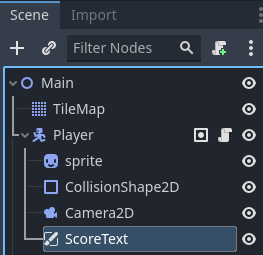 Scene Import
Filter Nodes
Main
TileMap
Player
sprite
CollisionShape2D
Camera2D
ScoreText